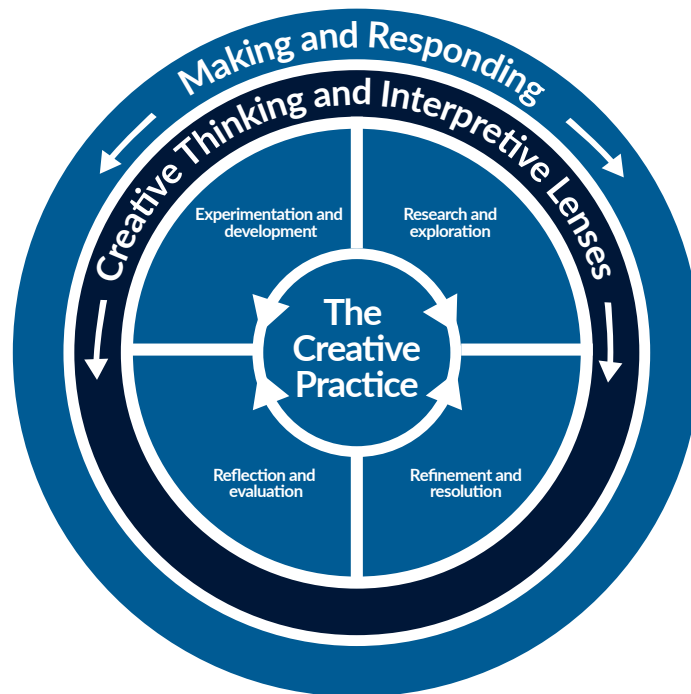 Making and Responding
Creative Thinking and Interpretive Lenses
Experimentation and
development
Research and
exploration
The
Creative
Practice
Reflection and
evaluation
Refinement and
resolution